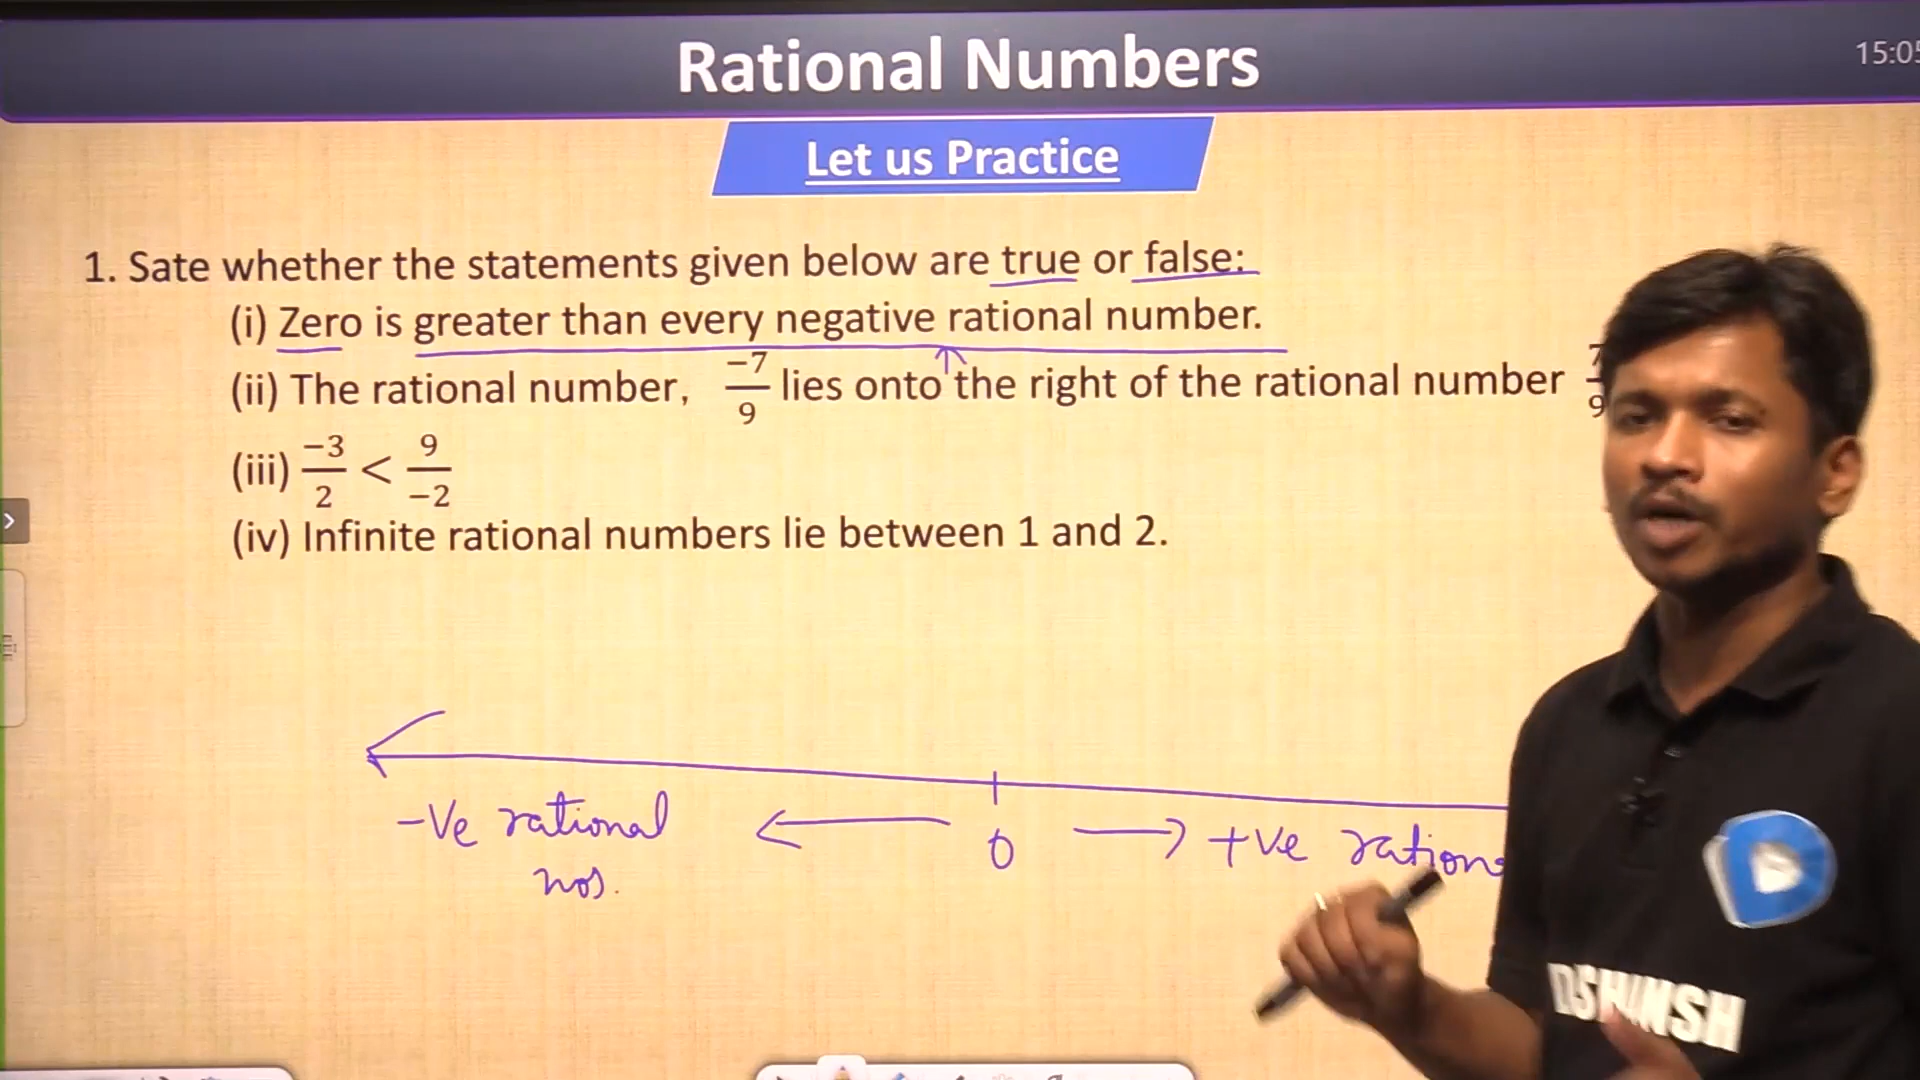 Rational Numbers
15:05
Let us Practice
1. Sate whether the statements given below are true or false:
(i) Zero is greater than every negative rational number.
(ii) The rational number, -7/9 lies onto the right of the rational number 7/9
(iii) -3/2 < 9/-2
(iv) Infinite rational numbers lie between 1 and 2.
-Ve rational ← 0 → +ve ration
nos.